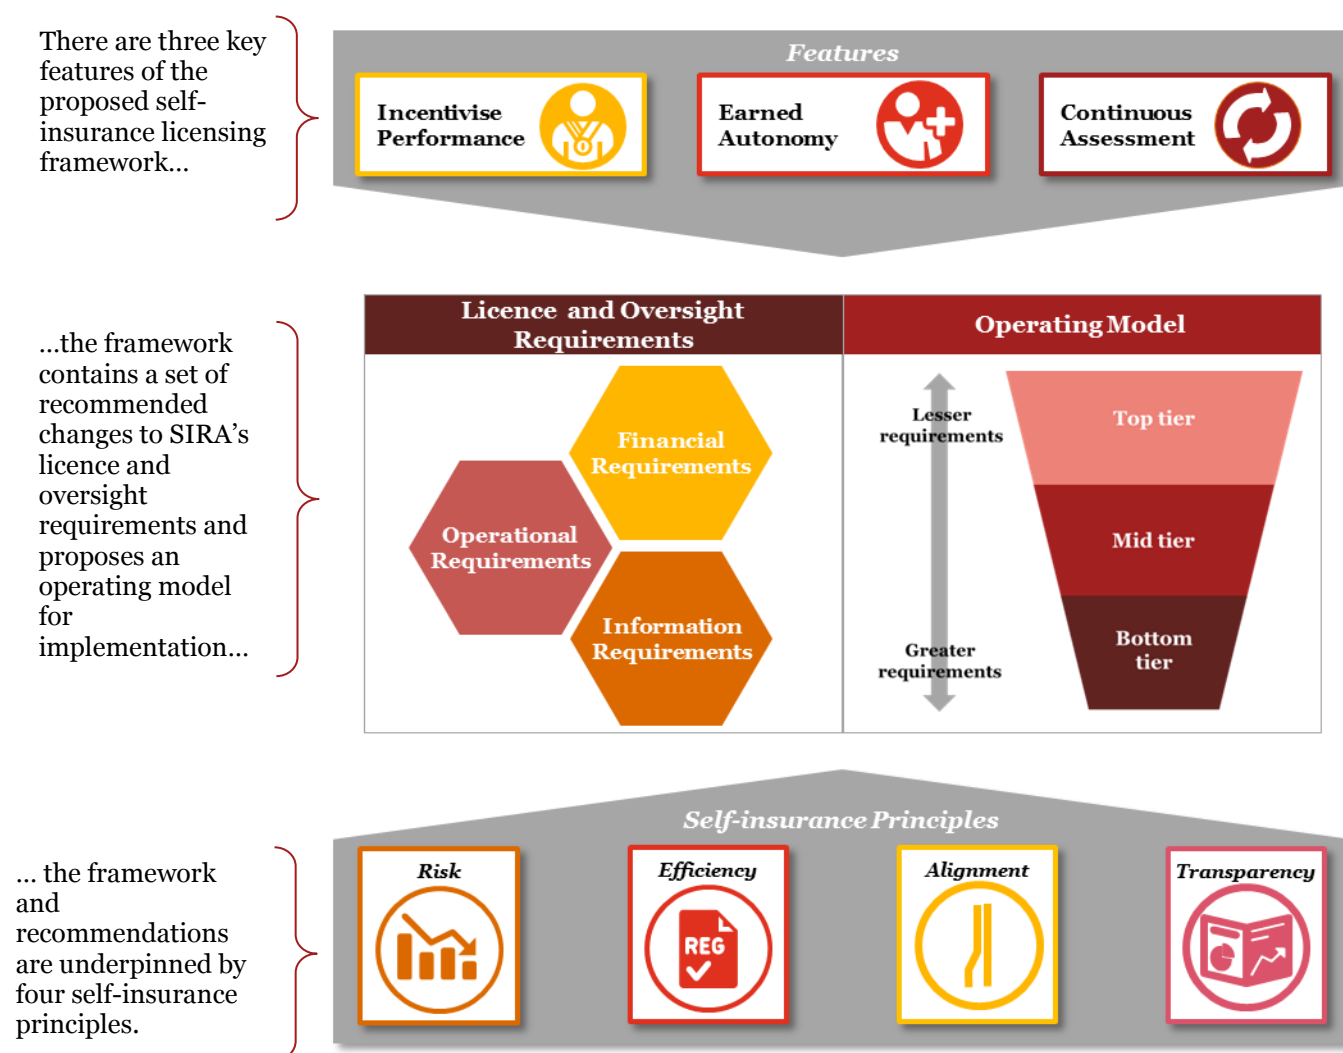 There are three key
features of the
proposed self-
insurance licensing
framework...
Features
Incentivise
Performance
Earned
Autonomy
Continuous
Assessment
...the framework
contains a set of
recommended
changes to SIRA's
licence and
oversight
requirements and
proposes an
operating model
for
implementation...
Licence and Oversight
Requirements
Financial
Requirements
Operational
Requirements
Information
Requirements
Operating Model
Lesser
requirements
Greater
requirements
Top tier
Mid tier
Bottom
tier
... the framework
and
recommendations
are underpinned by
four self-insurance
principles.
Self-insurance Principles
Risk
Efficiency
REG
Alignment
Transparency